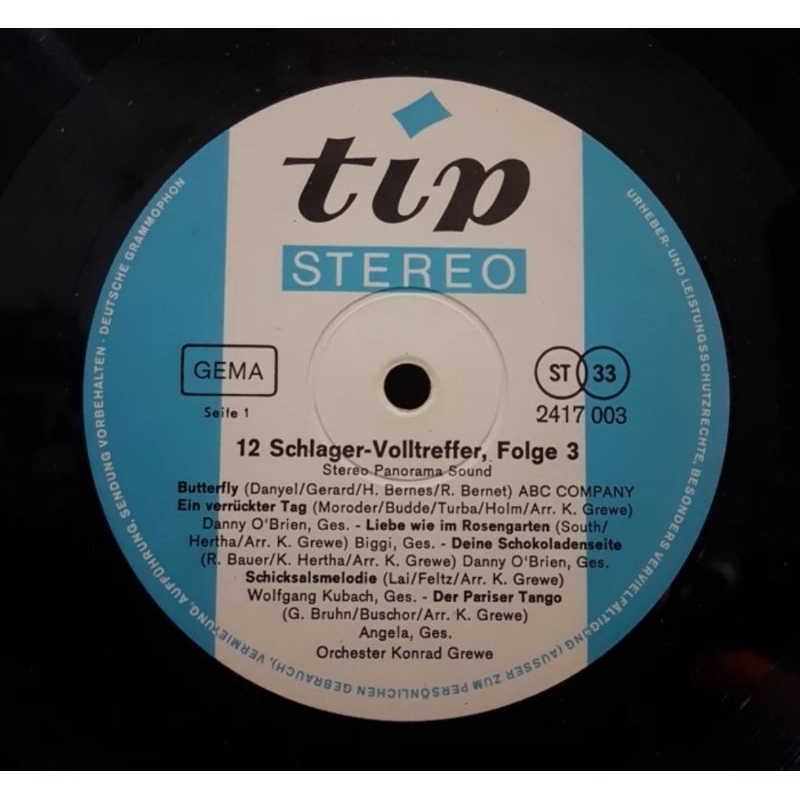 tip
STEREO
GEMA
ST 33
Seite 1
2417 003
12 Schlager-Volltreffer, Folge 3
Stereo Panorama Sound
Butterfly (Danyel/Gerard/H. Bernes/R. Bernet) ABC COMPANY
Ein verrückter Tag (Moroder/Budde/Turba/Holm/Arr. K. Grewe)
Danny O'Brien, Ges. - Liebe wie im Rosengarten (South/
Hertha/Arr. K. Grewe) Biggi, Ges. - Deine Schokoladenseite
(R. Bauer/K. Hertha/Arr. K. Grewe) Danny O'Brien, Ges.
Schicksalsmelodie (Lai/Feltz/Arr. K. Grewe)
Wolfgang Kubach, Ges. - Der Pariser Tango
(G. Bruhn/Buschor/Arr. K. Grewe)
Angela, Ges.
Orchester Konrad Grewe
URHEBER- UND LEISTUNGSSCHUTZRECHTE, BESONDERS VERVIELFÄLTIGUNG (AUSSER ZUM PERSÖNLICHEN GEBRAUCH), VERMIETUNG, AUFFÜHRUNG, SENDUNG VORBEHALTEN · DEUTSCHE GRAMMOPHON